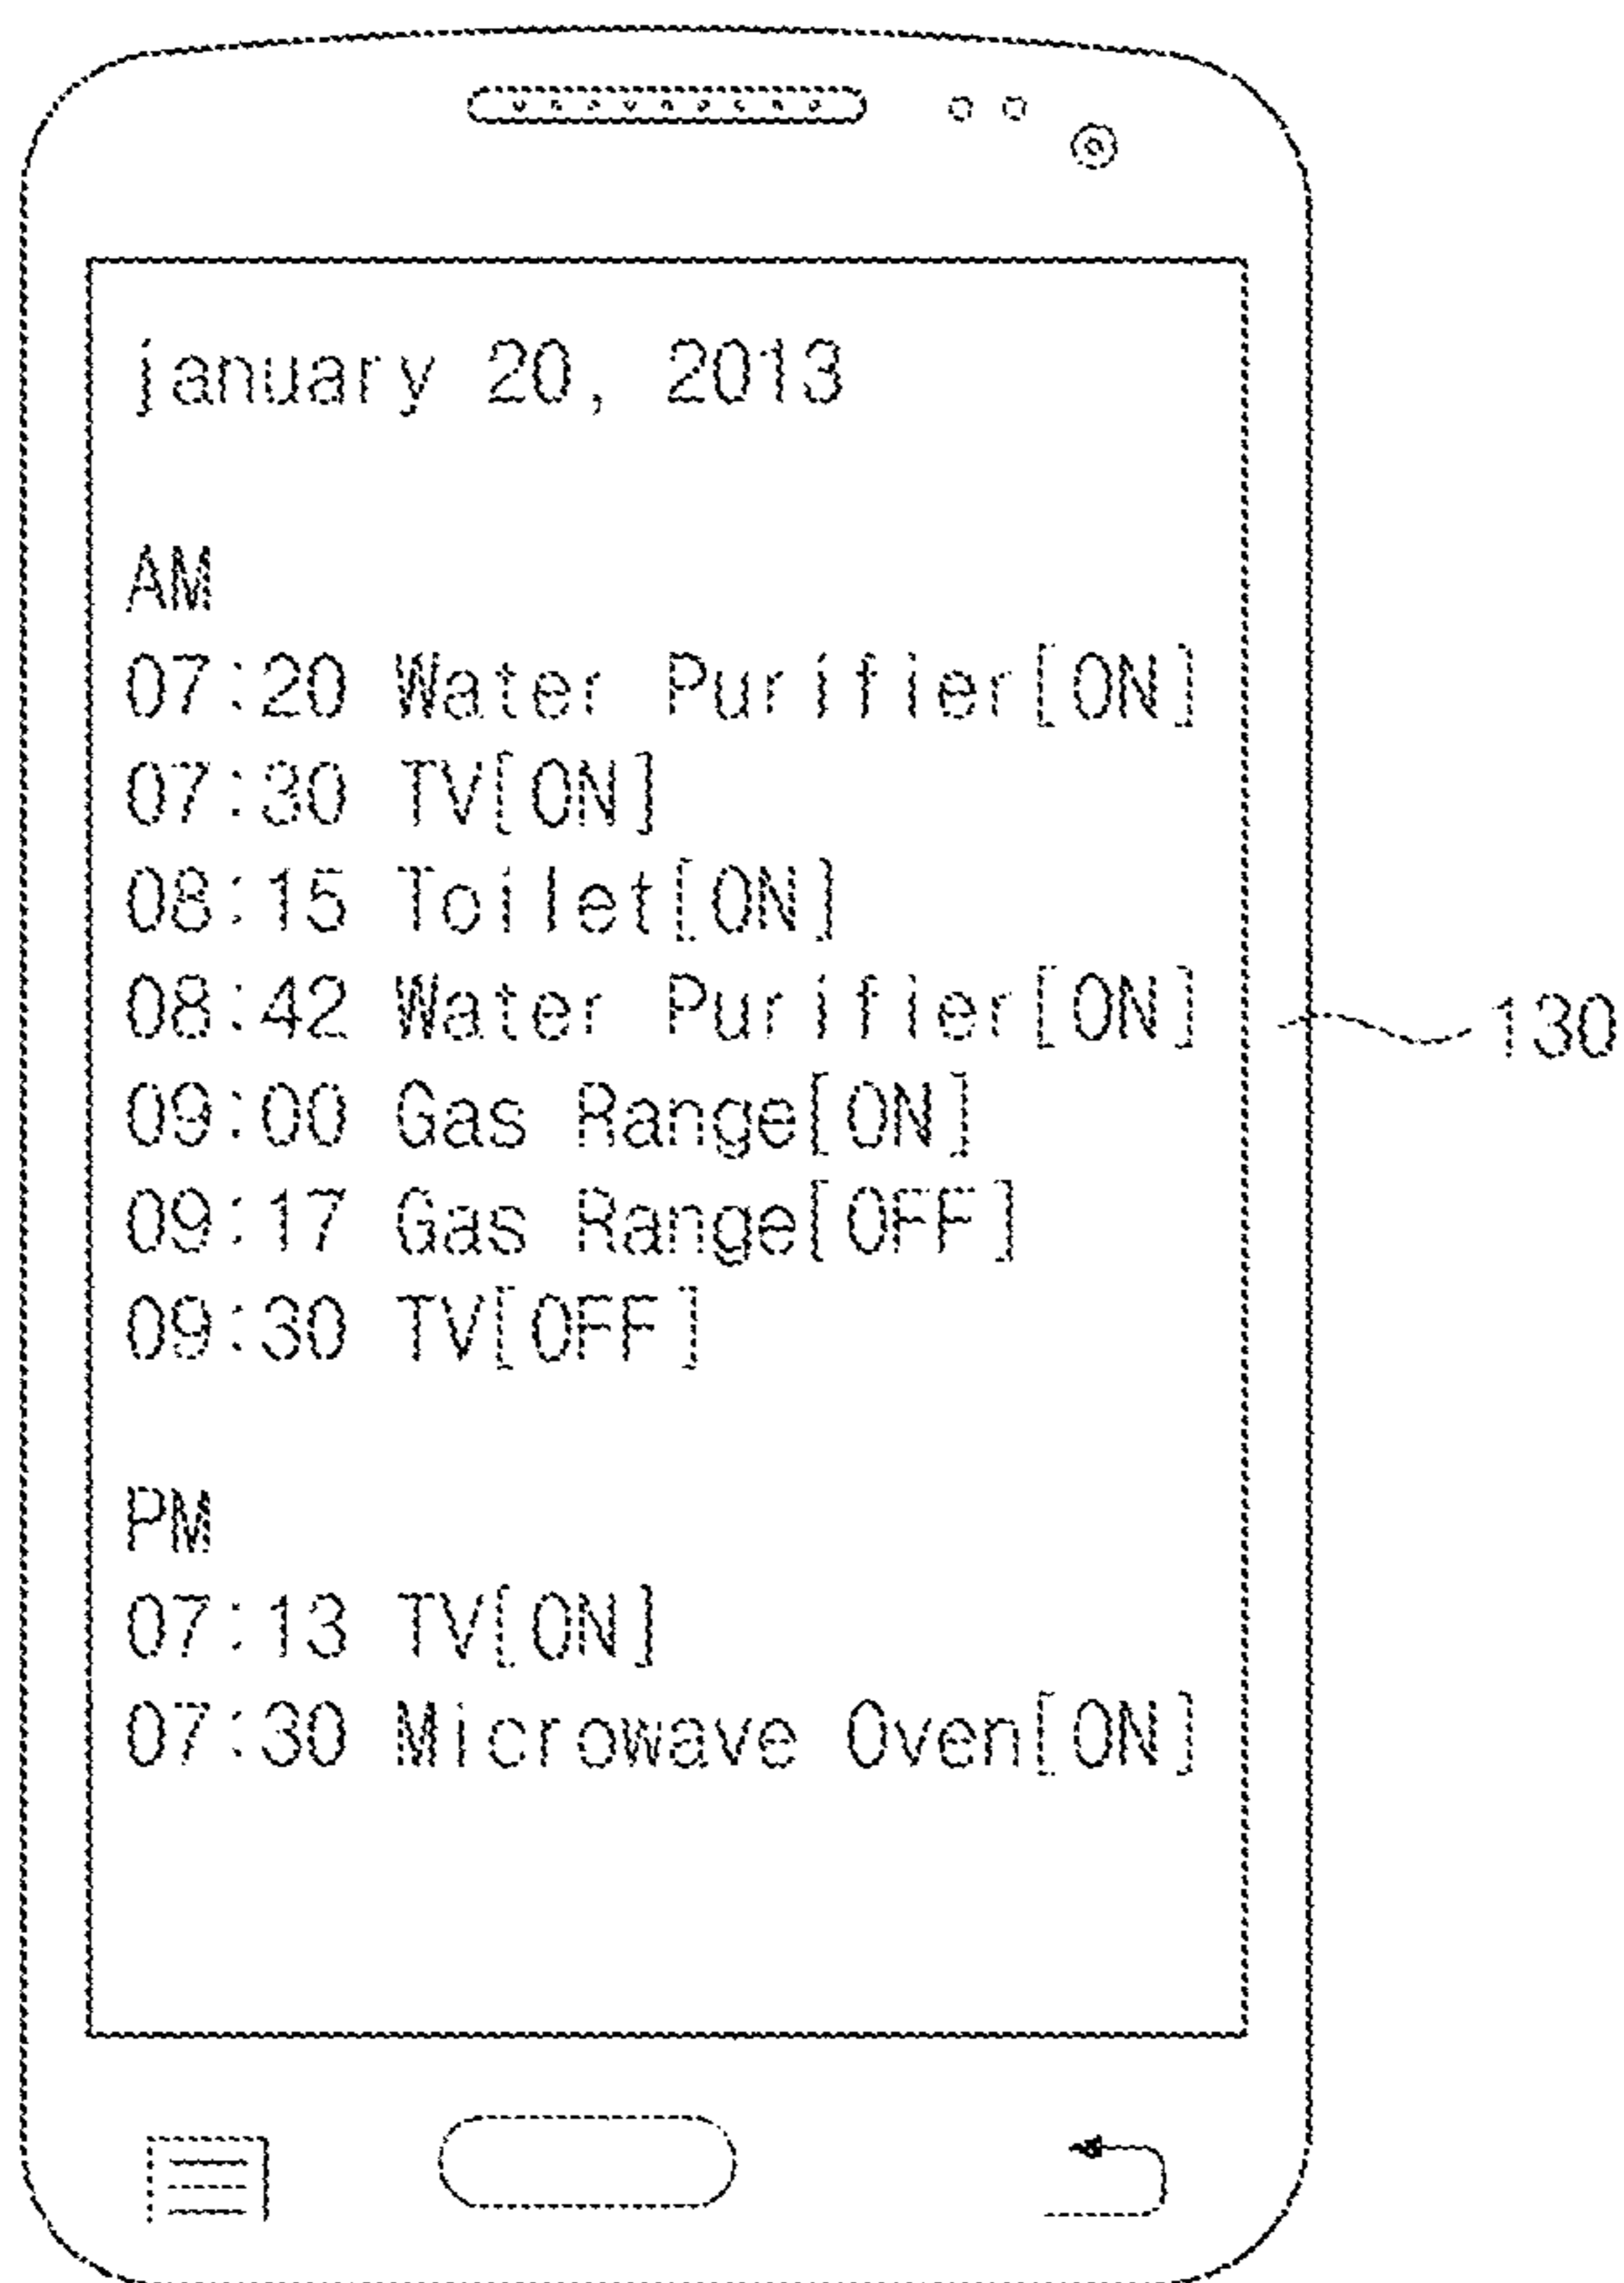 january 20, 2013
AM
07:20 Water Purifier[ON]
07:30 TV[ON]
08:15 Toilet[ON]
08:42 Water Purifier[ON]
130
09:00 Gas Range[ON]
09:17 Gas Range[OFF]
09:30 TV[OFF]
PM
07:13 TV[ON]
07:30 Microwave Oven[ON]